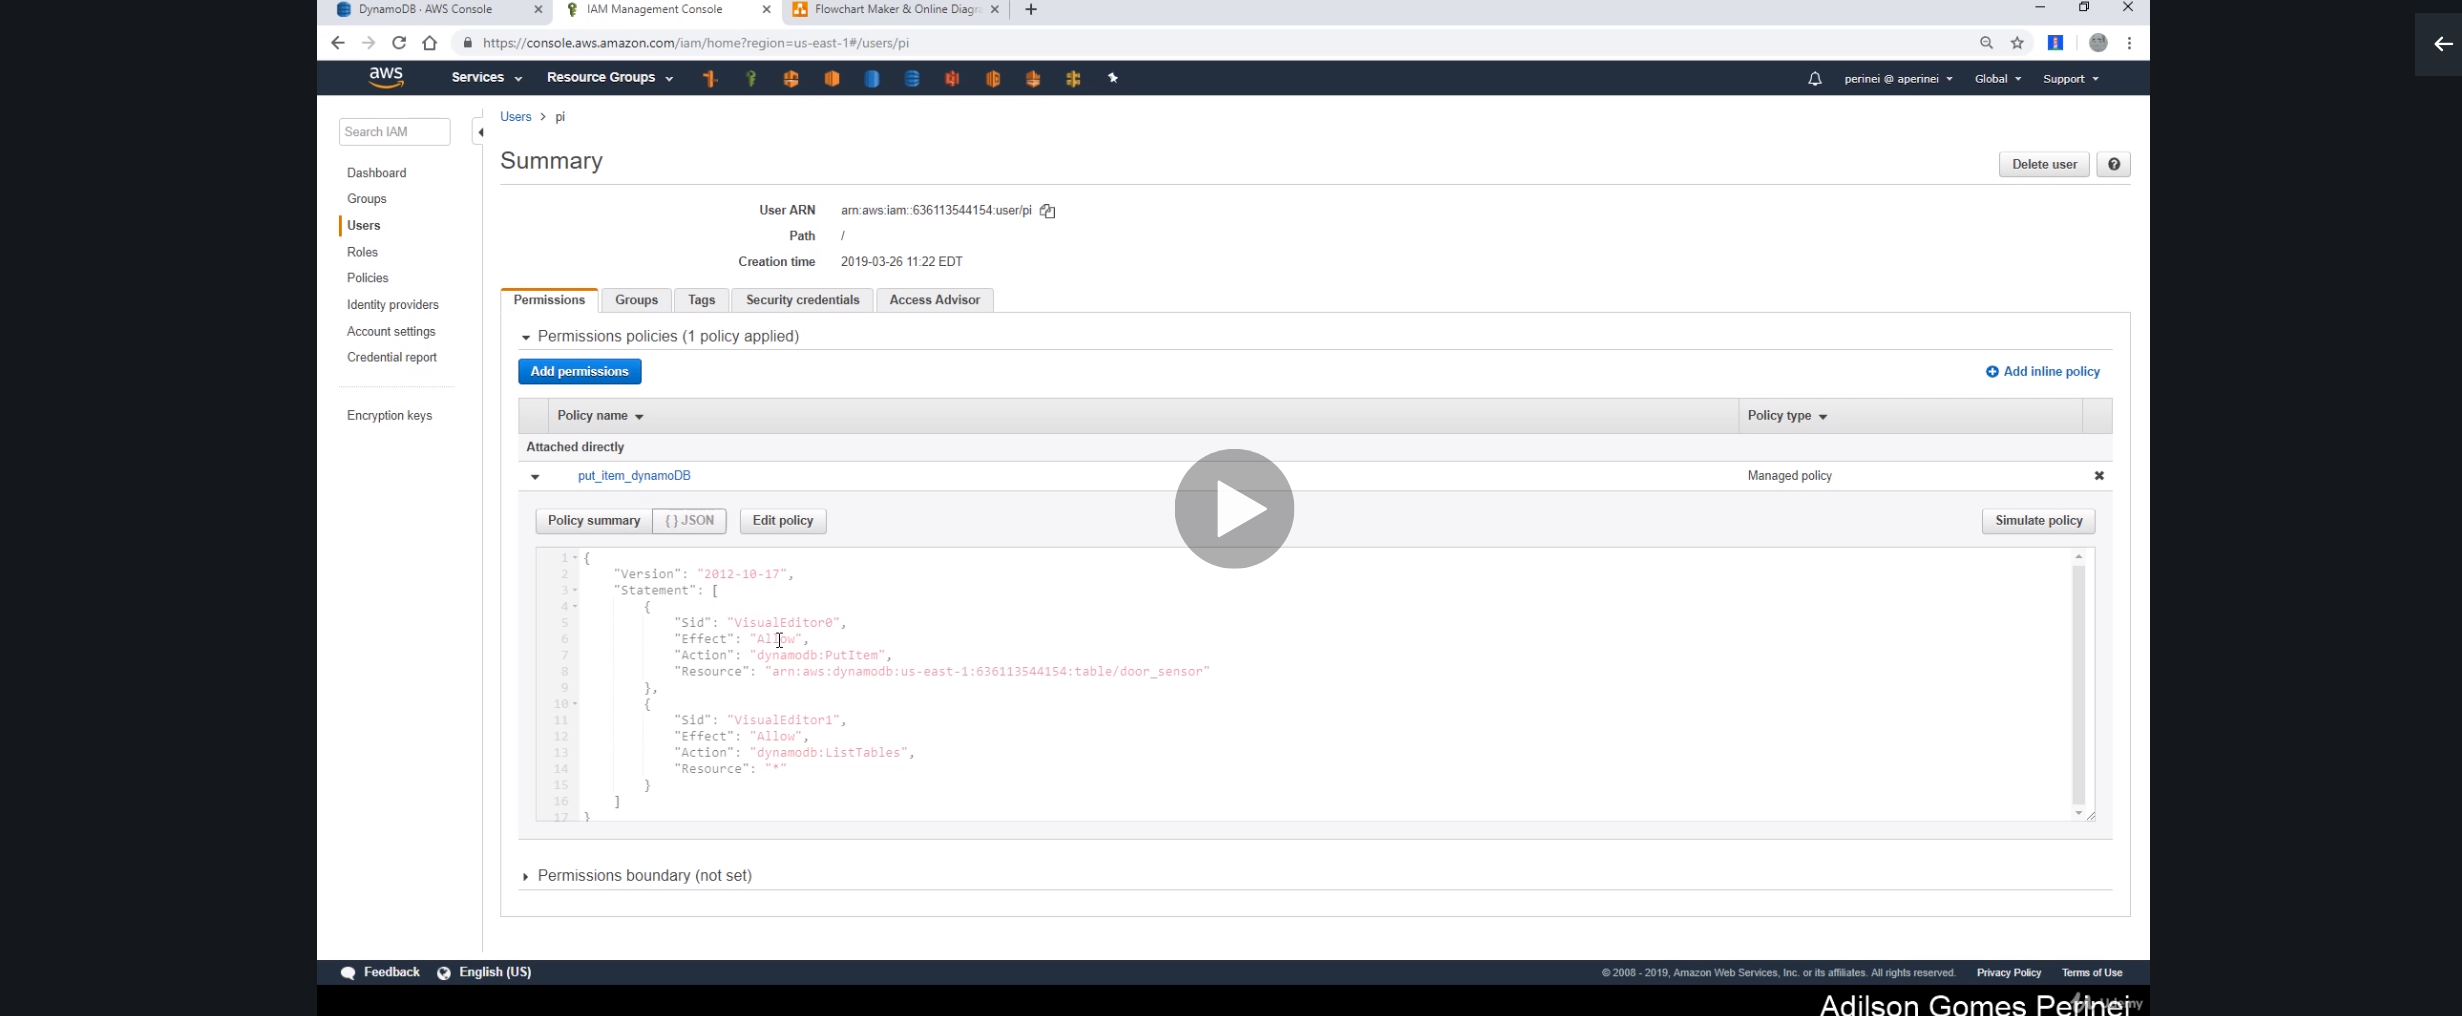 DynamoDB · AWS Console
IAM Management Console
Flowchart Maker & Online Diagra
https://console.aws.amazon.com/iam/home?region=us-east-1#/users/pi
aws
Services
Resource Groups
perinei @ aperinei
Global
Support
Search IAM
Dashboard
Groups
Users
Roles
Policies
Identity providers
Account settings
Credential report
Encryption keys
Users > pi
Summary
Delete user
User ARN arn:aws:iam::636113544154:user/pi
Path /
Creation time 2019-03-26 11:22 EDT
Permissions
Groups
Tags
Security credentials
Access Advisor
Permissions policies (1 policy applied)
Add permissions
Add inline policy
Policy name
Policy type
Attached directly
put_item_dynamoDB
Managed policy
Policy summary
{ } JSON
Edit policy
Simulate policy
1 {
2 "Version": "2012-10-17",
3 "Statement": [
4 {
5 "Sid": "VisualEditor0",
6 "Effect": "Allow",
7 "Action": "dynamodb:PutItem",
8 "Resource": "arn:aws:dynamodb:us-east-1:636113544154:table/door_sensor"
9 },
10 {
11 "Sid": "VisualEditor1",
12 "Effect": "Allow",
13 "Action": "dynamodb:ListTables",
14 "Resource": "*"
15 }
16 ]
17 }
Permissions boundary (not set)
Feedback
English (US)
© 2008 - 2019, Amazon Web Services, Inc. or its affiliates. All rights reserved.
Privacy Policy
Terms of Use
Adilson Gomes Perinei
Udemy